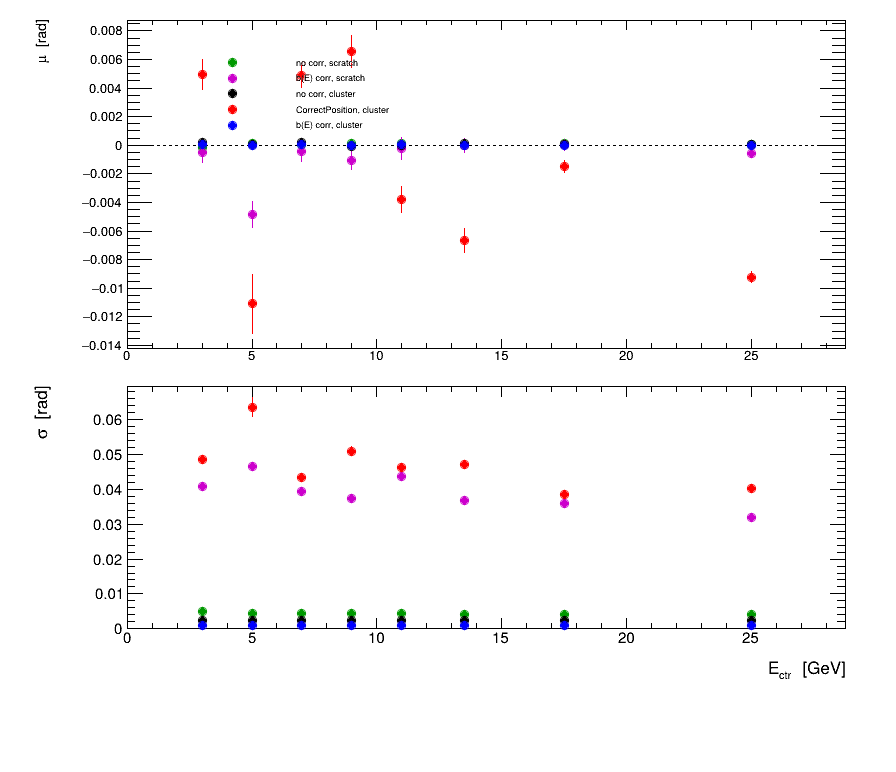 μ [rad]
0.008
0.006
0.004
0.002
0
−0.002
−0.004
−0.006
−0.008
−0.01
−0.012
−0.014
no corr, scratch
b(E) corr, scratch
no corr, cluster
CorrectPosition, cluster
b(E) corr, cluster
0 5 10 15 20 25
σ [rad]
0.06
0.05
0.04
0.03
0.02
0.01
0
0 5 10 15 20 25
E_ctr [GeV]